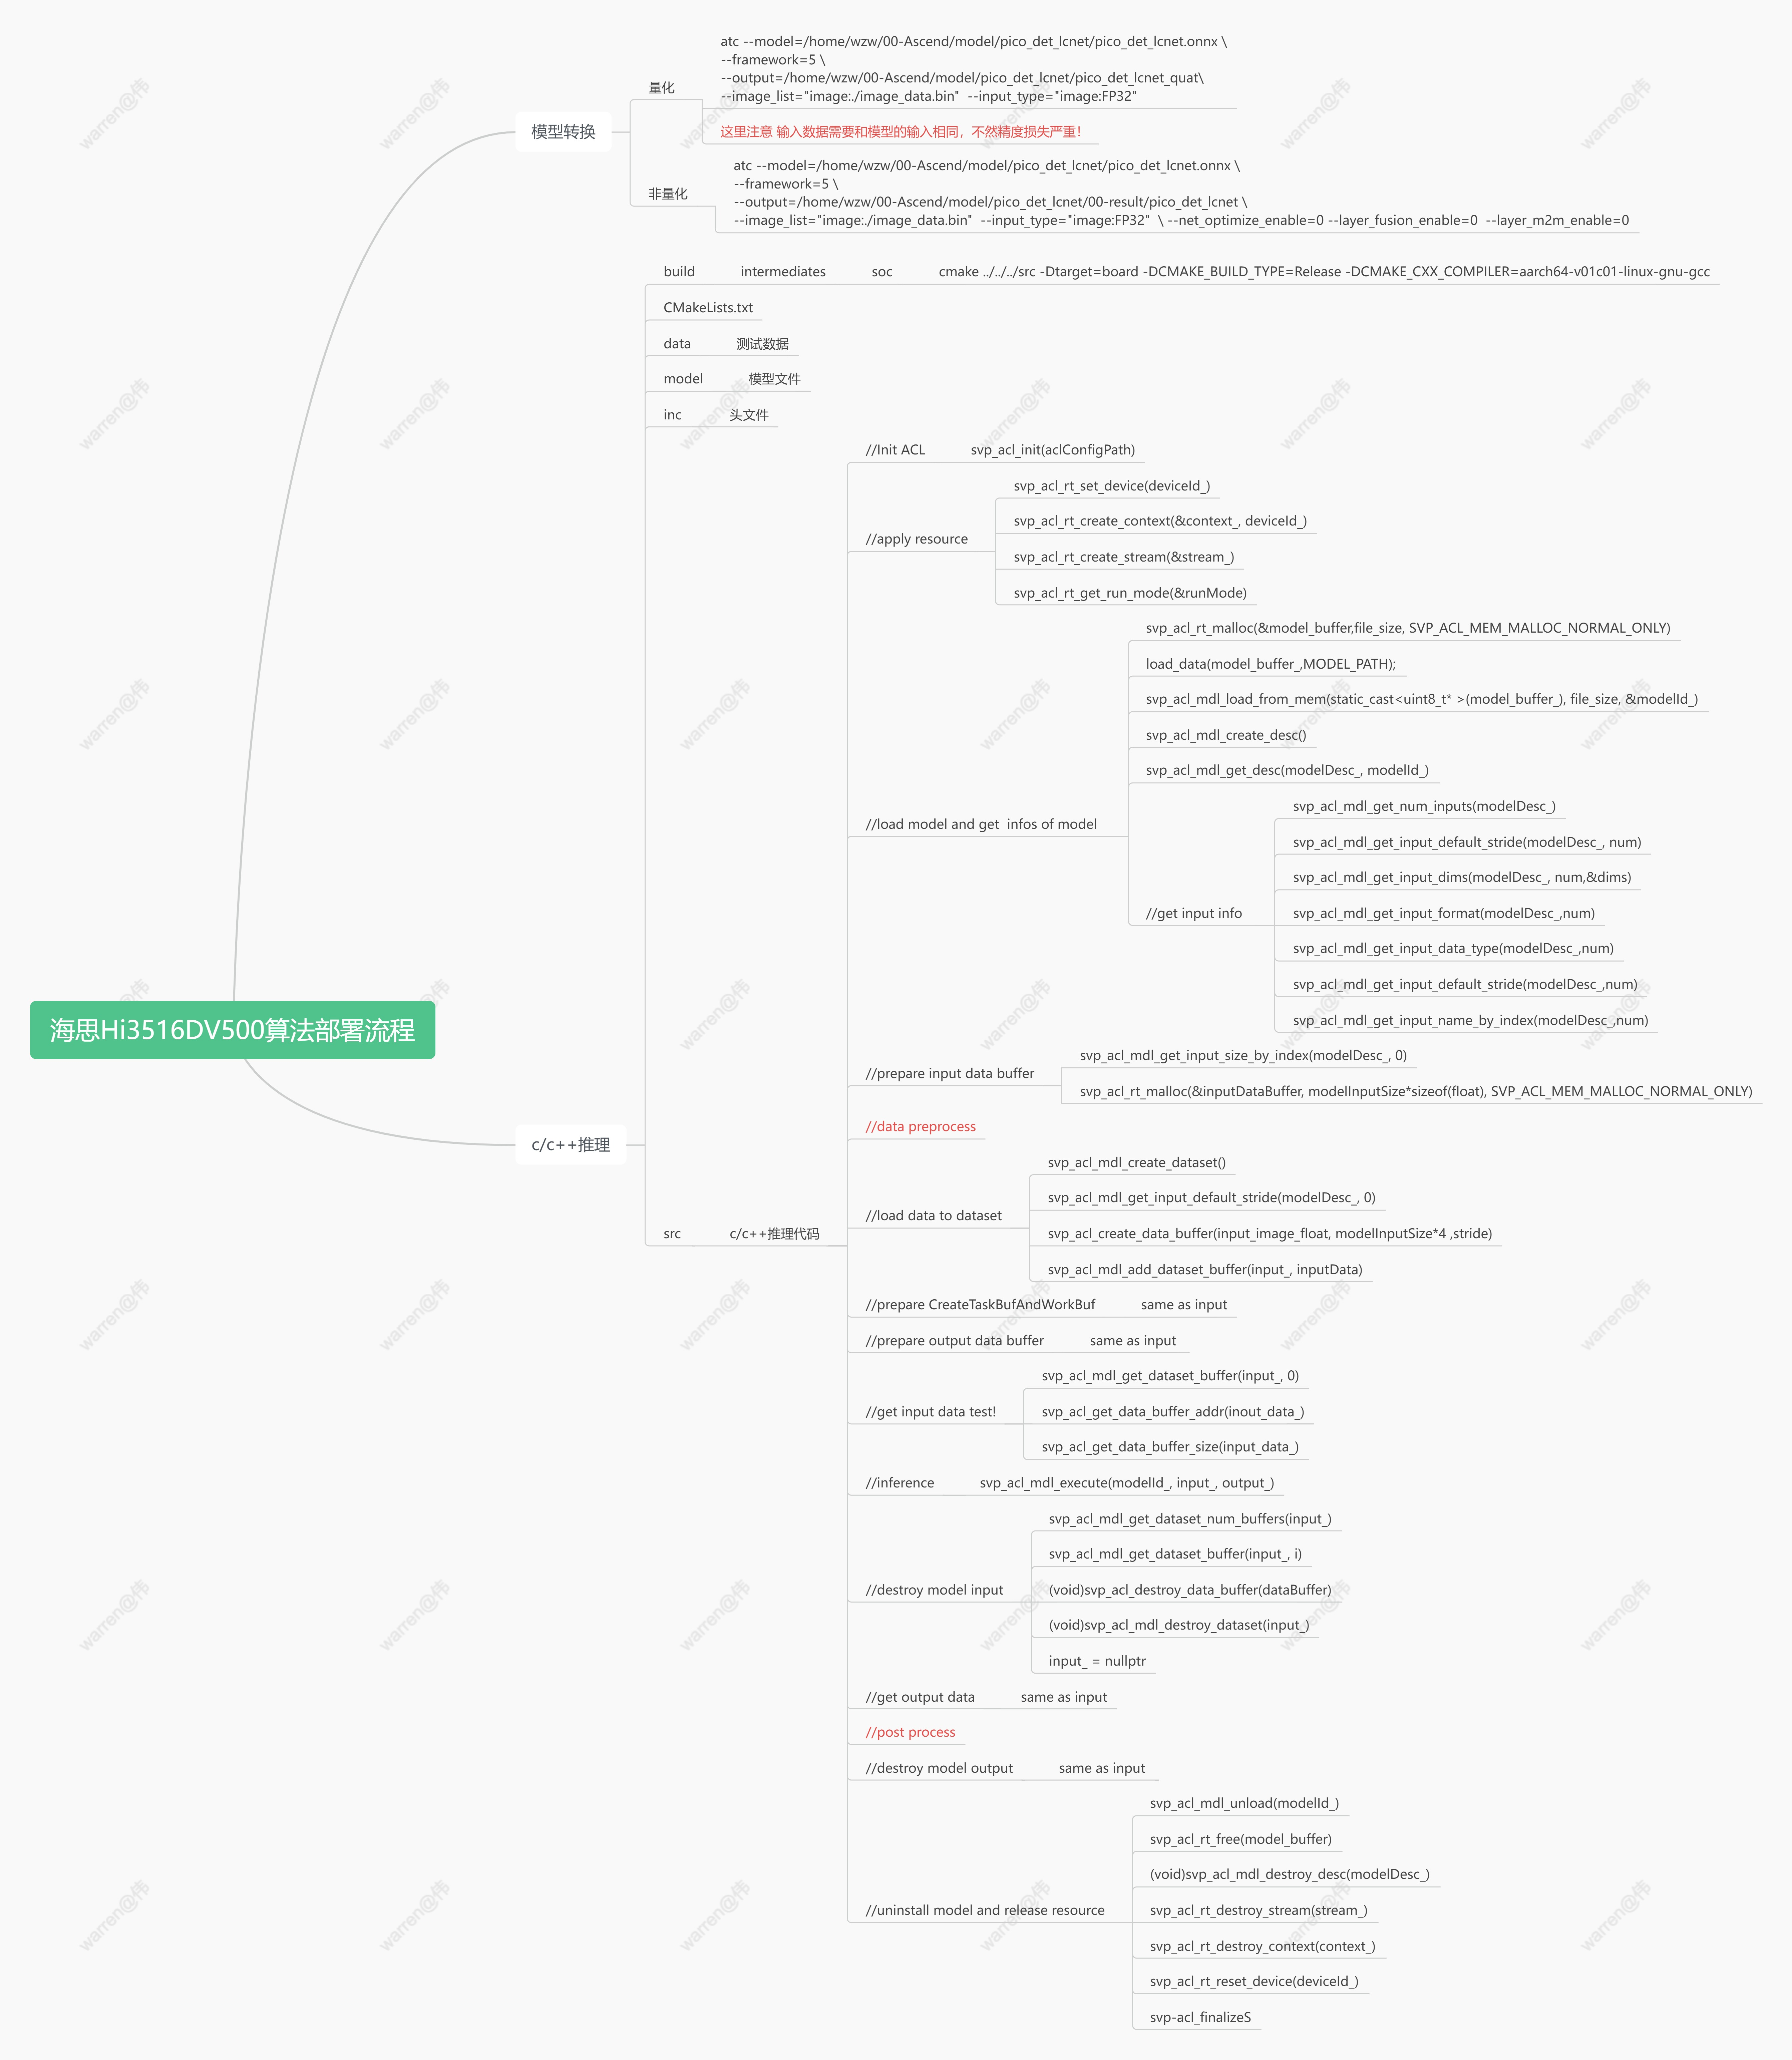 海思Hi3516DV500算法部署流程
模型转换
量化
atc --model=/home/wzw/00-Ascend/model/pico_det_lcnet/pico_det_lcnet.onnx \
--framework=5 \
--output=/home/wzw/00-Ascend/model/pico_det_lcnet/pico_det_lcnet_quat\
--image_list="image:./image_data.bin"  --input_type="image:FP32"
这里注意 输入数据需要和模型的输入相同，不然精度损失严重！
非量化
atc --model=/home/wzw/00-Ascend/model/pico_det_lcnet/pico_det_lcnet.onnx \
--framework=5 \
--output=/home/wzw/00-Ascend/model/pico_det_lcnet/00-result/pico_det_lcnet \
--image_list="image:./image_data.bin"  --input_type="image:FP32"  \ --net_optimize_enable=0 --layer_fusion_enable=0  --layer_m2m_enable=0
c/c++推理
build
intermediates
soc
cmake ../../../src -Dtarget=board -DCMAKE_BUILD_TYPE=Release -DCMAKE_CXX_COMPILER=aarch64-v01c01-linux-gnu-gcc
CMakeLists.txt
data
测试数据
model
模型文件
inc
头文件
src
c/c++推理代码
//Init ACL
svp_acl_init(aclConfigPath)
//apply resource
svp_acl_rt_set_device(deviceId_)
svp_acl_rt_create_context(&context_, deviceId_)
svp_acl_rt_create_stream(&stream_)
svp_acl_rt_get_run_mode(&runMode)
//load model and get  infos of model
svp_acl_rt_malloc(&model_buffer,file_size, SVP_ACL_MEM_MALLOC_NORMAL_ONLY)
load_data(model_buffer_,MODEL_PATH);
svp_acl_mdl_load_from_mem(static_cast<uint8_t* >(model_buffer_), file_size, &modelId_)
svp_acl_mdl_create_desc()
svp_acl_mdl_get_desc(modelDesc_, modelId_)
//get input info
svp_acl_mdl_get_num_inputs(modelDesc_)
svp_acl_mdl_get_input_default_stride(modelDesc_, num)
svp_acl_mdl_get_input_dims(modelDesc_, num,&dims)
svp_acl_mdl_get_input_format(modelDesc_,num)
svp_acl_mdl_get_input_data_type(modelDesc_,num)
svp_acl_mdl_get_input_default_stride(modelDesc_,num)
svp_acl_mdl_get_input_name_by_index(modelDesc_,num)
//prepare input data buffer
svp_acl_mdl_get_input_size_by_index(modelDesc_, 0)
svp_acl_rt_malloc(&inputDataBuffer, modelInputSize*sizeof(float), SVP_ACL_MEM_MALLOC_NORMAL_ONLY)
//data preprocess
//load data to dataset
svp_acl_mdl_create_dataset()
svp_acl_mdl_get_input_default_stride(modelDesc_, 0)
svp_acl_create_data_buffer(input_image_float, modelInputSize*4 ,stride)
svp_acl_mdl_add_dataset_buffer(input_, inputData)
//prepare CreateTaskBufAndWorkBuf
same as input
//prepare output data buffer
same as input
//get input data test!
svp_acl_mdl_get_dataset_buffer(input_, 0)
svp_acl_get_data_buffer_addr(inout_data_)
svp_acl_get_data_buffer_size(input_data_)
//inference
svp_acl_mdl_execute(modelId_, input_, output_)
//destroy model input
svp_acl_mdl_get_dataset_num_buffers(input_)
svp_acl_mdl_get_dataset_buffer(input_, i)
(void)svp_acl_destroy_data_buffer(dataBuffer)
(void)svp_acl_mdl_destroy_dataset(input_)
input_ = nullptr
//get output data
same as input
//post process
//destroy model output
same as input
//uninstall model and release resource
svp_acl_mdl_unload(modelId_)
svp_acl_rt_free(model_buffer)
(void)svp_acl_mdl_destroy_desc(modelDesc_)
svp_acl_rt_destroy_stream(stream_)
svp_acl_rt_destroy_context(context_)
svp_acl_rt_reset_device(deviceId_)
svp-acl_finalizeS
warren@伟